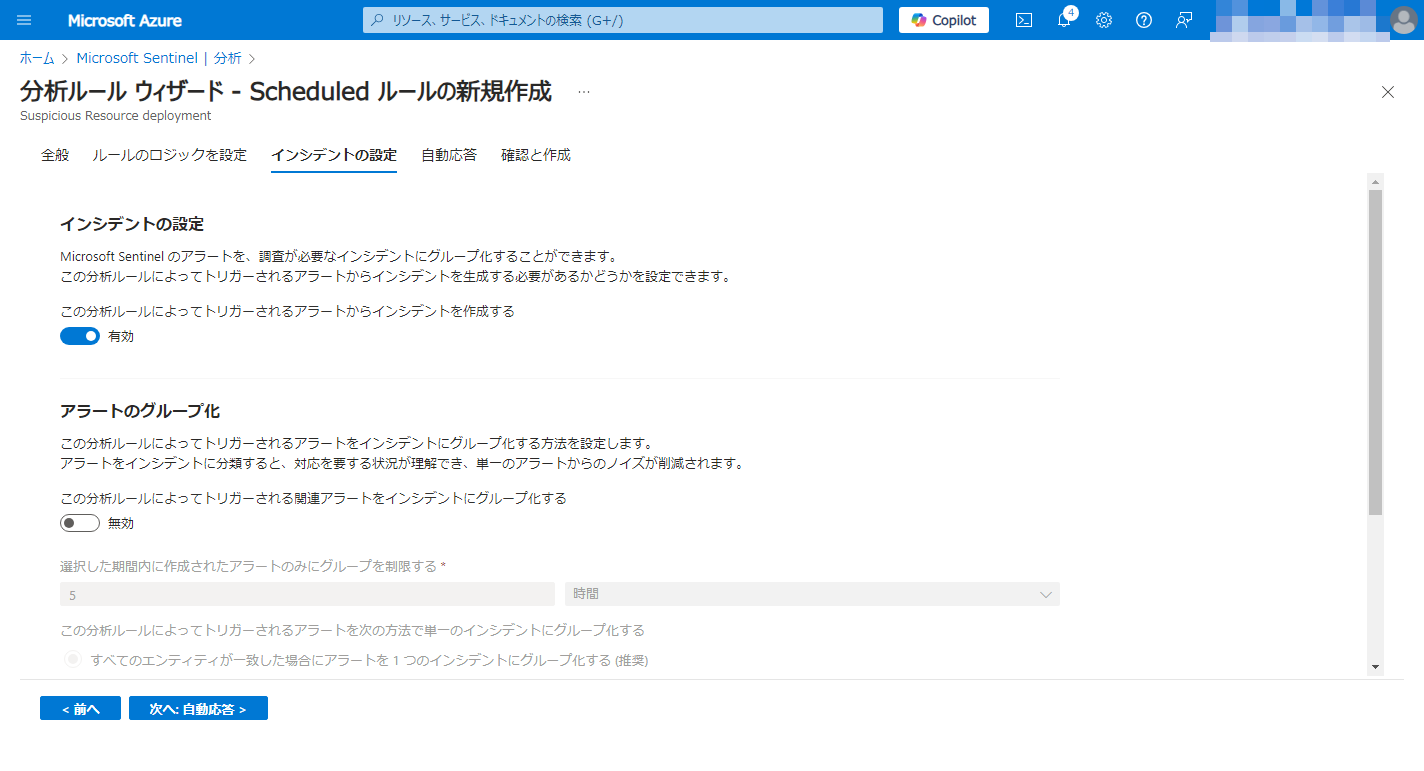 Microsoft Azure
リソース、サービス、ドキュメントの検索 (G+/)
Copilot
4
ホーム > Microsoft Sentinel | 分析 >
分析ルール ウィザード - Scheduled ルールの新規作成 ...
Suspicious Resource deployment
全般 ルールのロジックを設定 インシデントの設定 自動応答 確認と作成
インシデントの設定
Microsoft Sentinel のアラートを、調査が必要なインシデントにグループ化することができます。
この分析ルールによってトリガーされるアラートからインシデントを生成する必要があるかどうかを設定できます。
この分析ルールによってトリガーされるアラートからインシデントを作成する
有効
アラートのグループ化
この分析ルールによってトリガーされるアラートをインシデントにグループ化する方法を設定します。
アラートをインシデントに分類すると、対応を要する状況が理解でき、単一のアラートからのノイズが削減されます。
この分析ルールによってトリガーされる関連アラートをインシデントにグループ化する
無効
選択した期間内に作成されたアラートのみにグループを制限する *
5 時間
この分析ルールによってトリガーされるアラートを次の方法で単一のインシデントにグループ化する
すべてのエンティティが一致した場合にアラートを 1 つのインシデントにグループ化する (推奨)
< 前へ 次へ: 自動応答 >